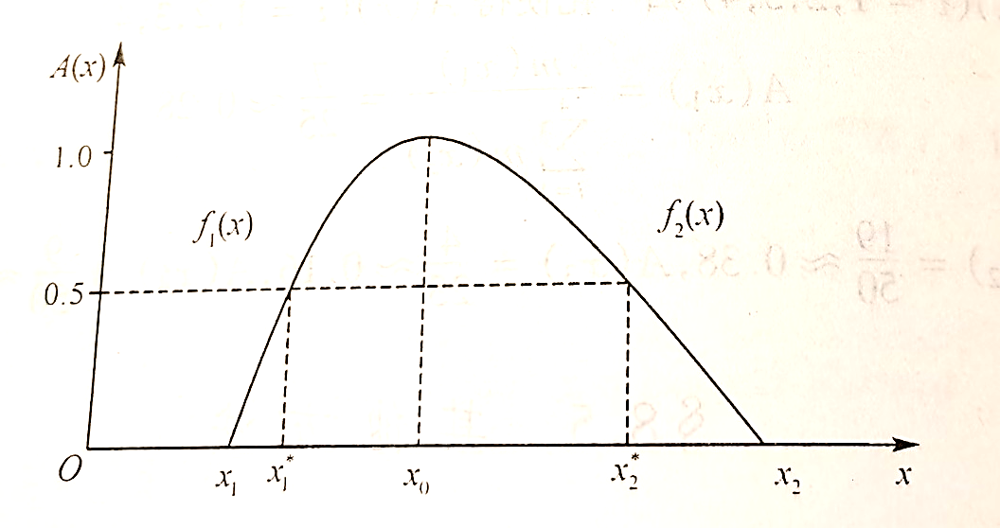 A(x)
1.0
f₁(x) f₂(x)
0.5
O x₁ x₁* x₀ x₂* x₂ x